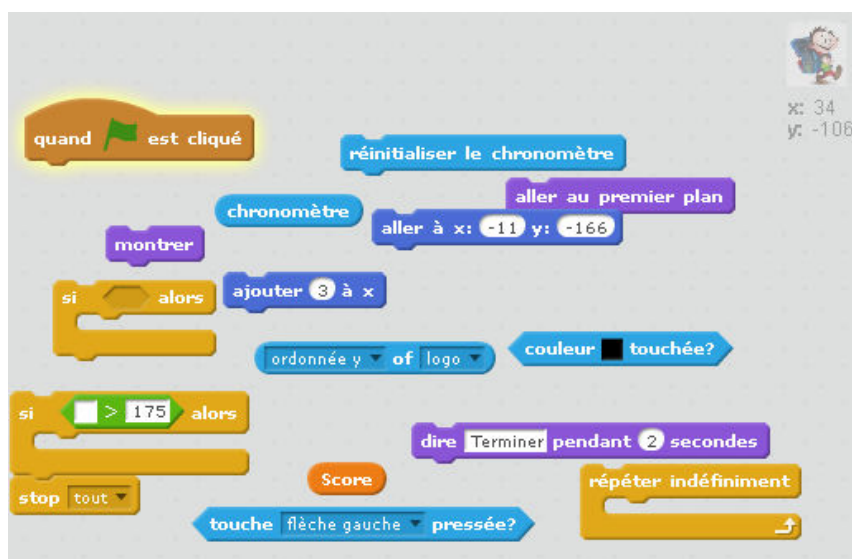 x: 34
y: -106
quand est cliqué
réinitialiser le chronomètre
aller au premier plan
chronomètre
aller à x: -11 y: -166
montrer
si alors
ajouter 3 à x
ordonnée y of logo
couleur touchée?
si > 175 alors
dire Terminer pendant 2 secondes
stop tout
Score
répéter indéfiniment
touche flèche gauche pressée?